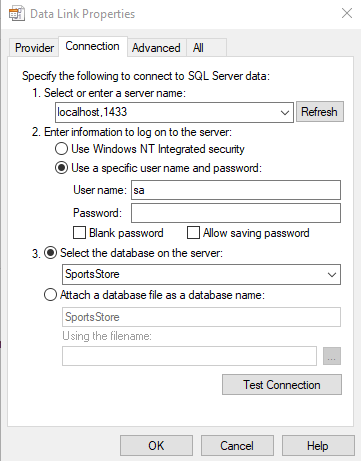 Data Link Properties
Provider Connection Advanced All
Specify the following to connect to SQL Server data:
1. Select or enter a server name:
localhost,1433 Refresh
2. Enter information to log on to the server:
Use Windows NT Integrated security
Use a specific user name and password:
User name: sa
Password:
Blank password Allow saving password
3. Select the database on the server:
SportsStore
Attach a database file as a database name:
SportsStore
Using the filename:
...
Test Connection
OK Cancel Help